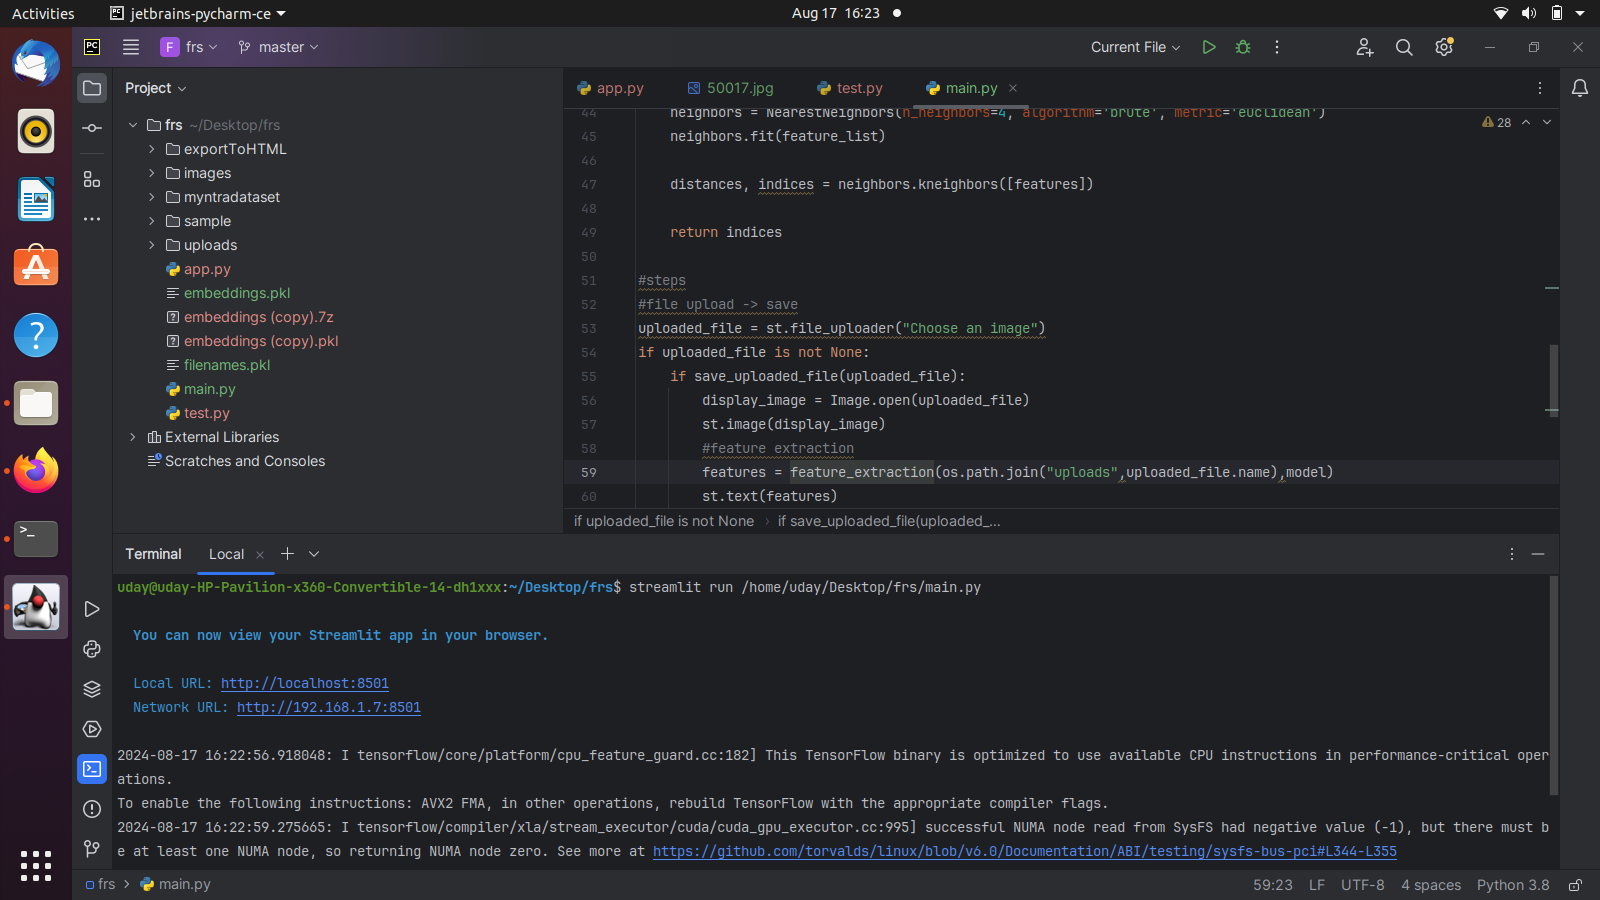 Activities
jetbrains-pycharm-ce
Aug 17 16:23
PC
F frs
master
Current File
Project
app.py
50017.jpg
test.py
main.py
frs ~/Desktop/frs
exportToHTML
images
myntradataset
sample
uploads
app.py
embeddings.pkl
embeddings (copy).7z
embeddings (copy).pkl
filenames.pkl
main.py
test.py
External Libraries
Scratches and Consoles
28
44 neighbors = NearestNeighbors(n_neighbors=4, algorithm='brute', metric='euclidean')
45 neighbors.fit(feature_list)
46
47 distances, indices = neighbors.kneighbors([features])
48
49 return indices
50
51 #steps
52 #file upload -> save
53 uploaded_file = st.file_uploader("Choose an image")
54 if uploaded_file is not None:
55 if save_uploaded_file(uploaded_file):
56 display_image = Image.open(uploaded_file)
57 st.image(display_image)
58 #feature extraction
59 features = feature_extraction(os.path.join("uploads",uploaded_file.name),model)
60 st.text(features)
if uploaded_file is not None › if save_uploaded_file(uploaded_...
Terminal
Local
uday@uday-HP-Pavilion-x360-Convertible-14-dh1xxx:~/Desktop/frs$ streamlit run /home/uday/Desktop/frs/main.py
You can now view your Streamlit app in your browser.
Local URL: http://localhost:8501
Network URL: http://192.168.1.7:8501
2024-08-17 16:22:56.918048: I tensorflow/core/platform/cpu_feature_guard.cc:182] This TensorFlow binary is optimized to use available CPU instructions in performance-critical oper
ations.
To enable the following instructions: AVX2 FMA, in other operations, rebuild TensorFlow with the appropriate compiler flags.
2024-08-17 16:22:59.275665: I tensorflow/compiler/xla/stream_executor/cuda/cuda_gpu_executor.cc:995] successful NUMA node read from SysFS had negative value (-1), but there must b
e at least one NUMA node, so returning NUMA node zero. See more at https://github.com/torvalds/linux/blob/v6.0/Documentation/ABI/testing/sysfs-bus-pci#L344-L355
frs › main.py
59:23 LF UTF-8 4 spaces Python 3.8